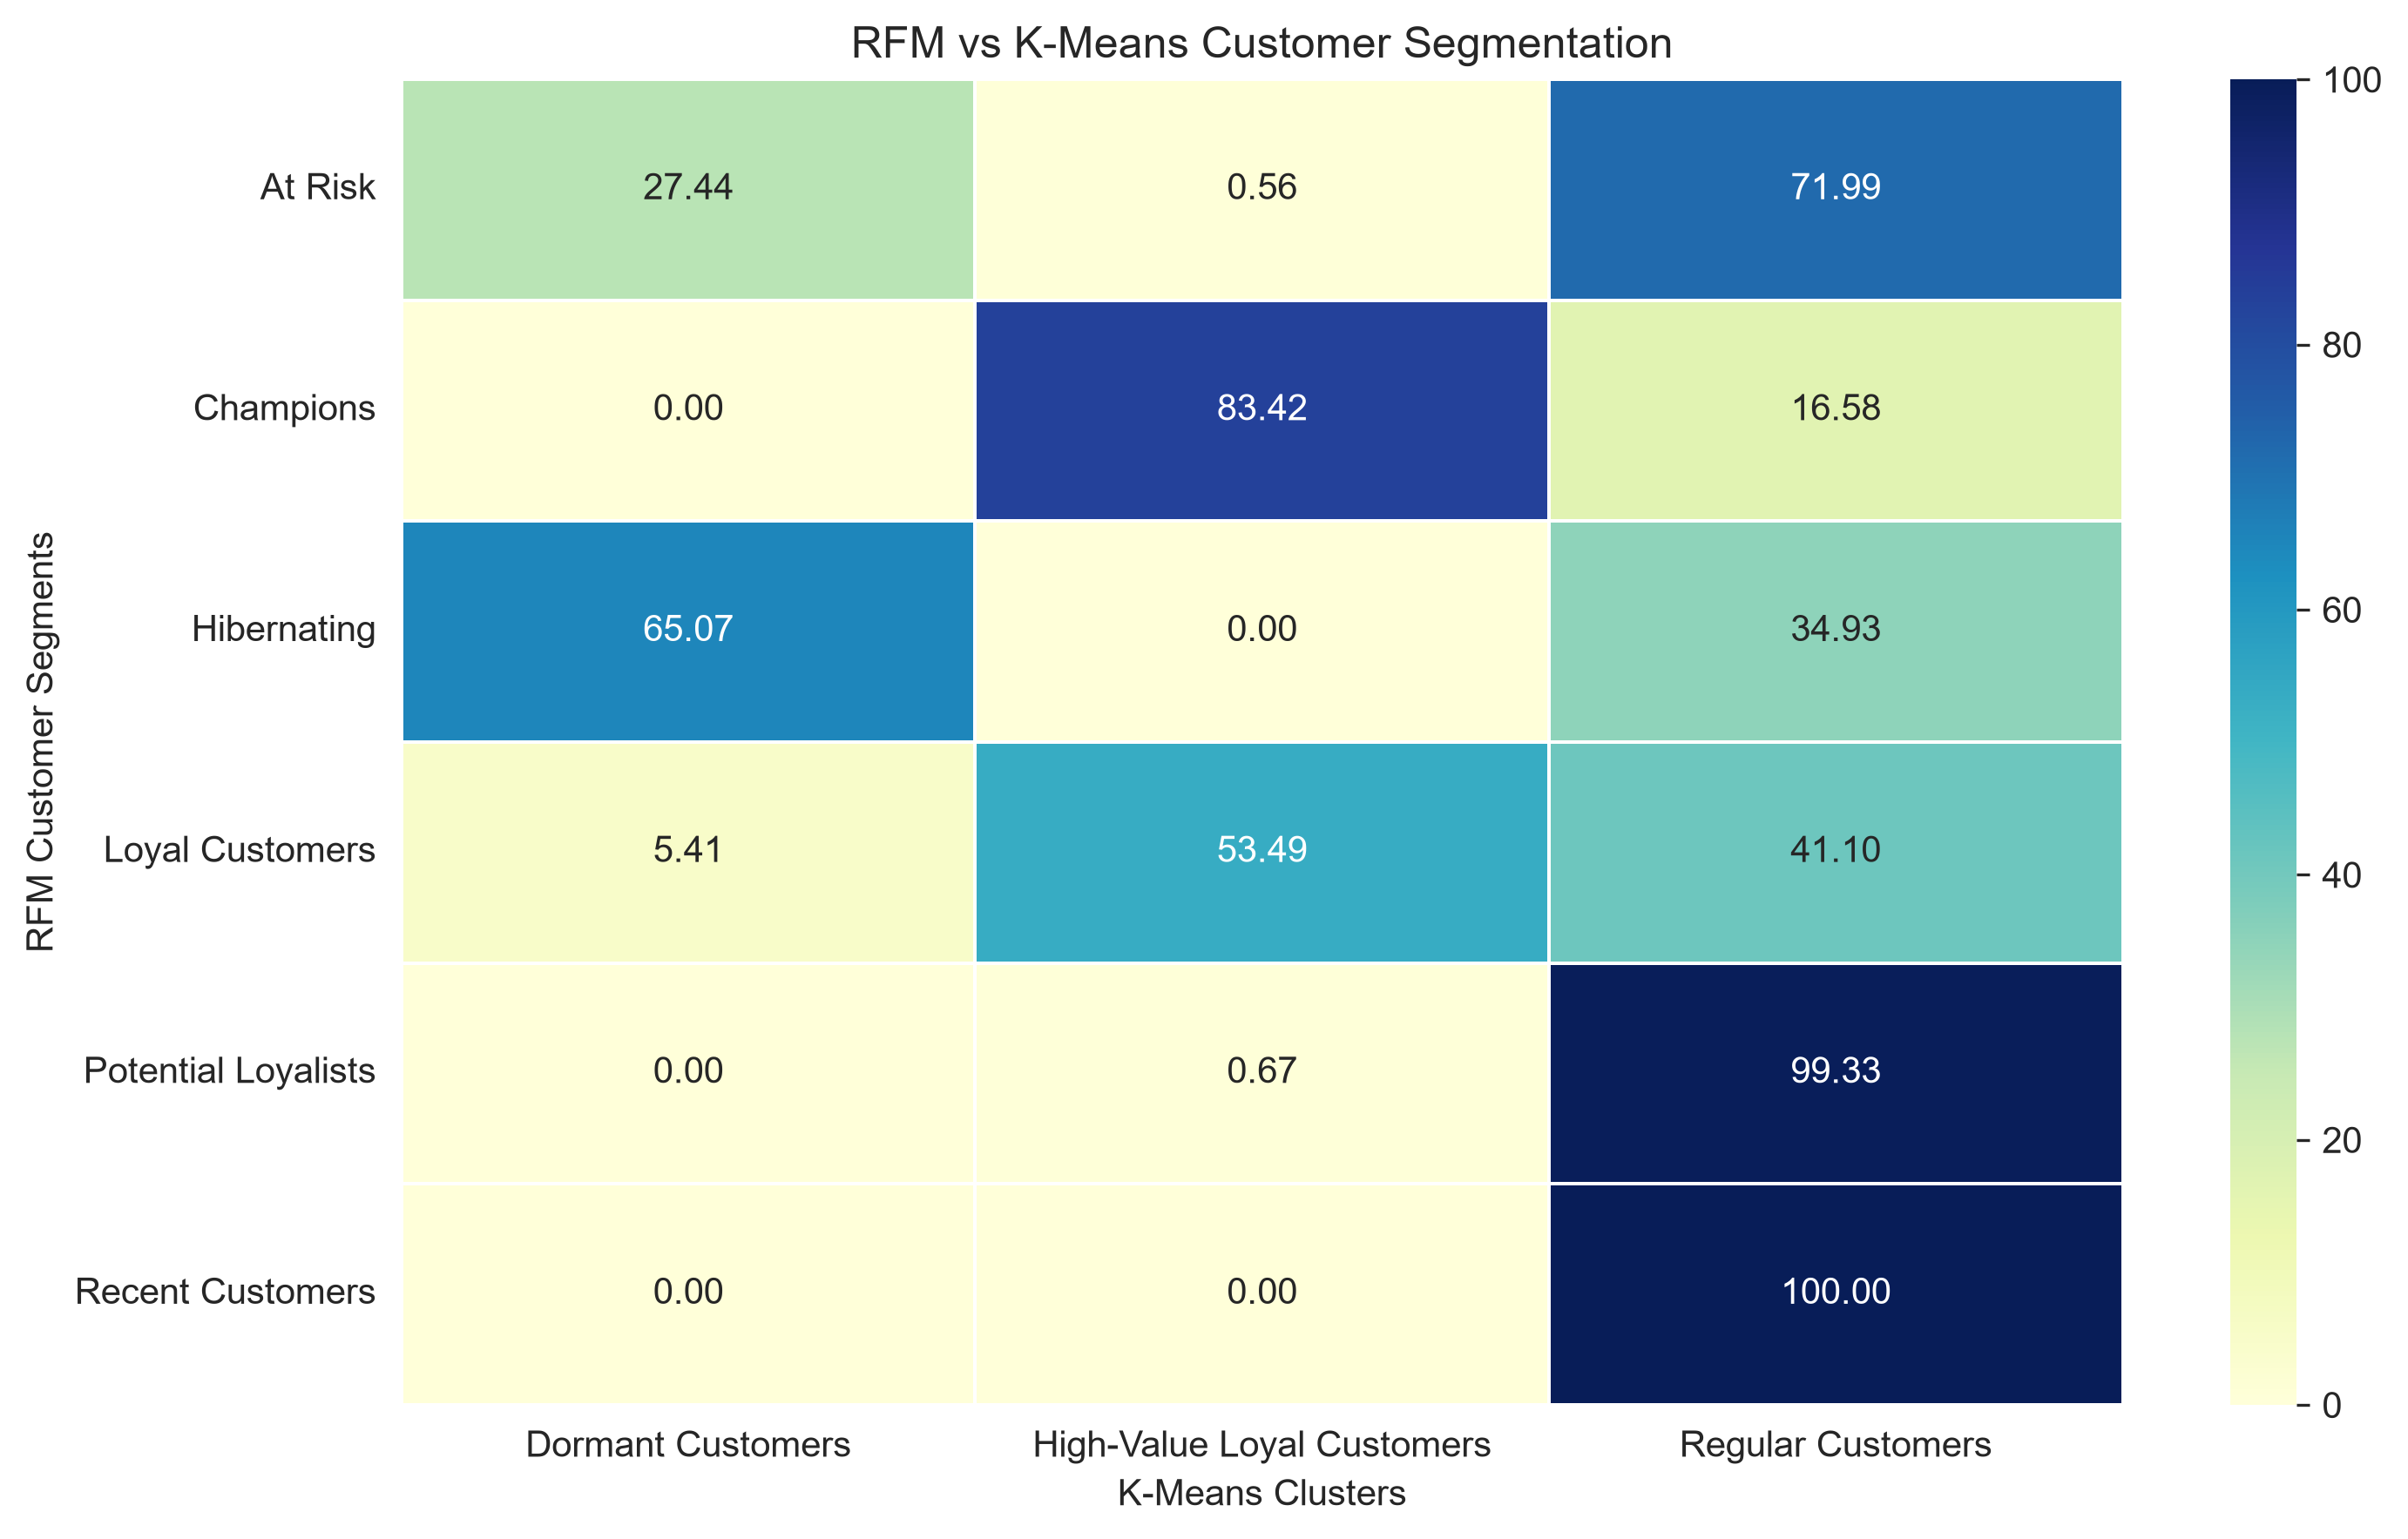 RFM vs K-Means Customer Segmentation
RFM Customer Segments
At Risk 27.44 0.56 71.99
Champions 0.00 83.42 16.58
Hibernating 65.07 0.00 34.93
Loyal Customers 5.41 53.49 41.10
Potential Loyalists 0.00 0.67 99.33
Recent Customers 0.00 0.00 100.00
Dormant Customers High-Value Loyal Customers Regular Customers
K-Means Clusters
100
80
60
40
20
0